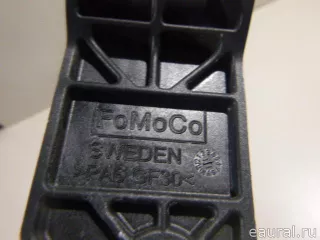 FoMoCo
SWEDEN
>PA6 GF30<
© eaural.ru